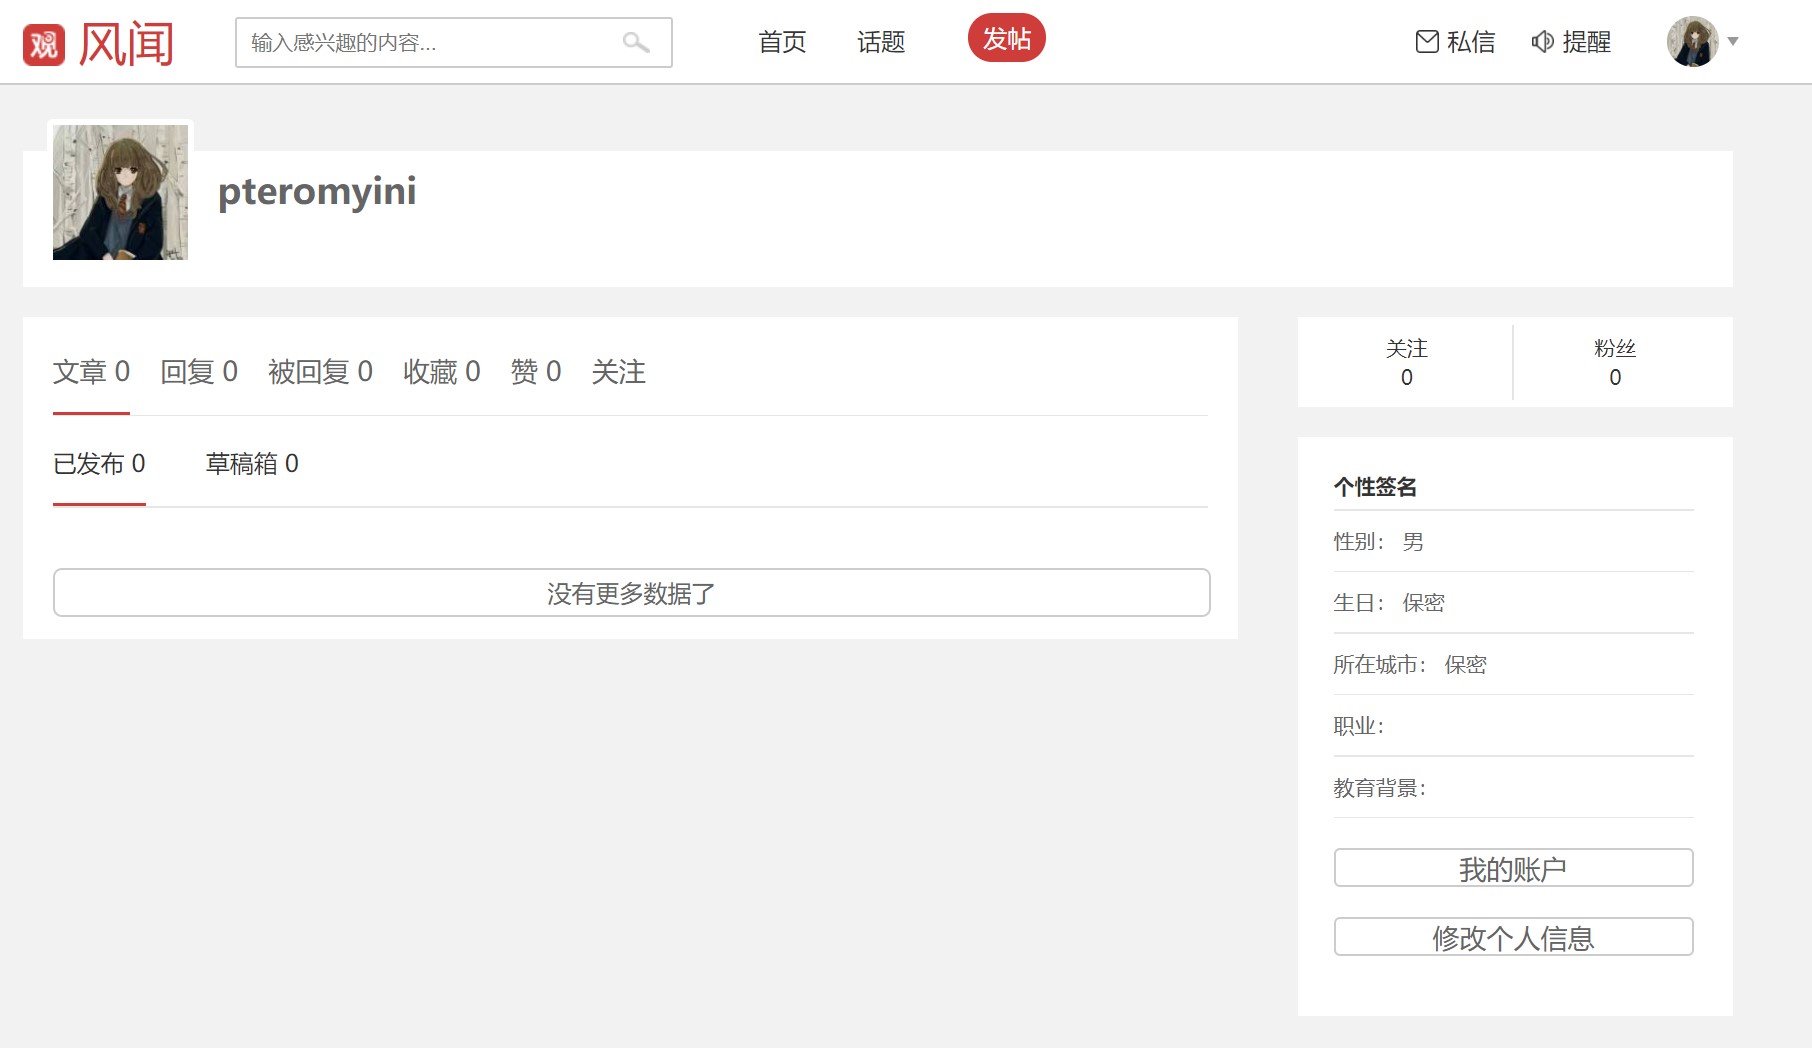 观 风闻
输入感兴趣的内容...
首页 话题 发帖
私信 提醒
pteromyini
文章 0 回复 0 被回复 0 收藏 0 赞 0 关注
已发布 0 草稿箱 0
没有更多数据了
关注 粉丝
0 0
个性签名
性别： 男
生日： 保密
所在城市： 保密
职业：
教育背景：
我的账户
修改个人信息